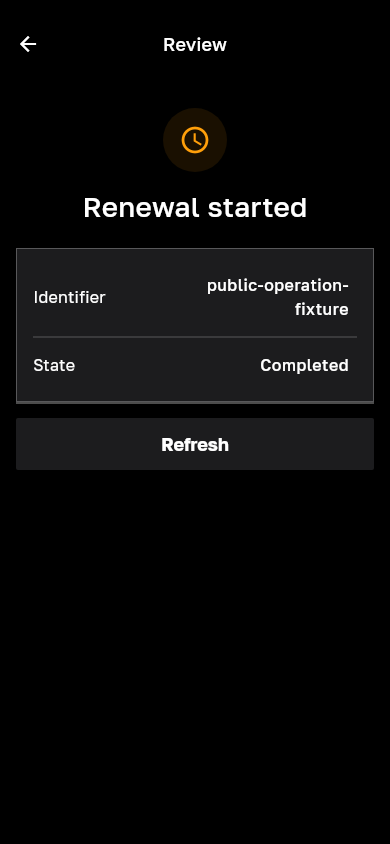 Review
Renewal started
Identifier
public-operation-
fixture
State
Completed
Refresh